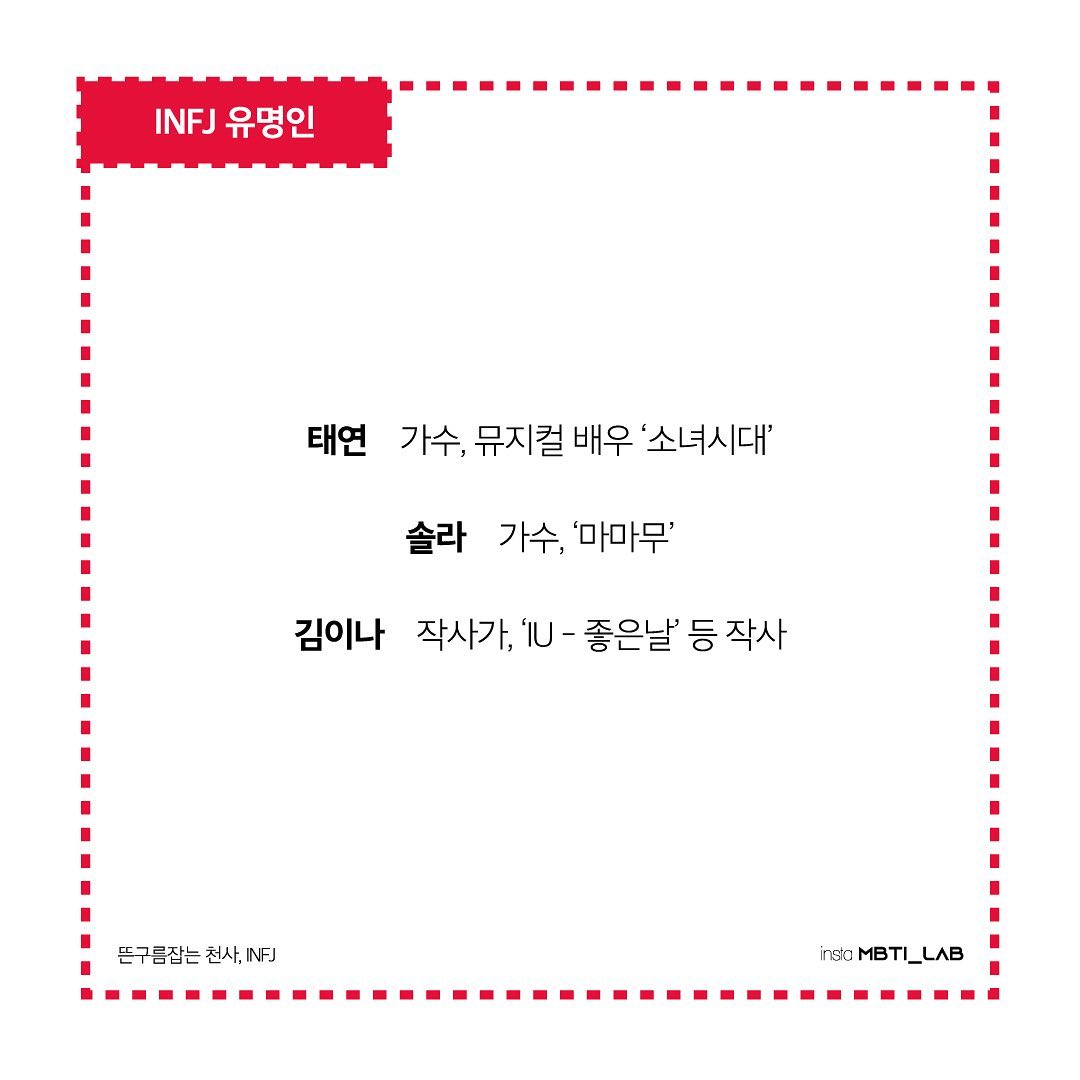 INFJ 유명인
태연 가수, 뮤지컬 배우 ‘소녀시대’
솔라 가수, ‘마마무’
김이나 작사가, ‘IU - 좋은날’ 등 작사
뜬구름잡는 천사, INFJ
insta MBTI_LAB